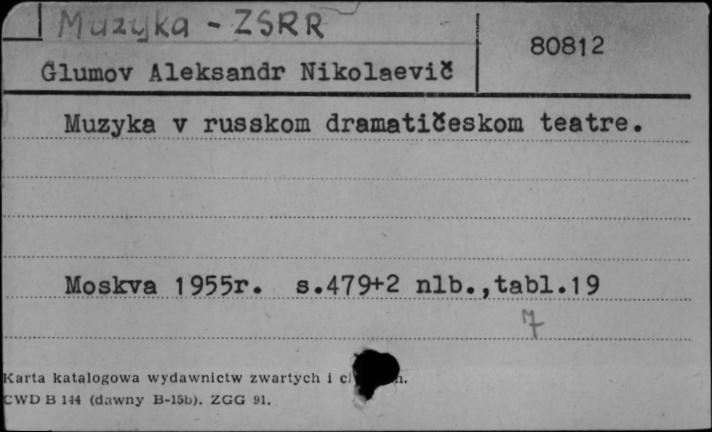 Muzyka - ZSRR
80812
Glumov Aleksandr Nikolaevič
Muzyka v russkom dramatičeskom teatre.
Moskva 1955r. s.479+2 nlb.,tabl.19
7
Karta katalogowa wydawnictw zwartych i
CWD B 144 (dawny B-15b). ZGG 91.